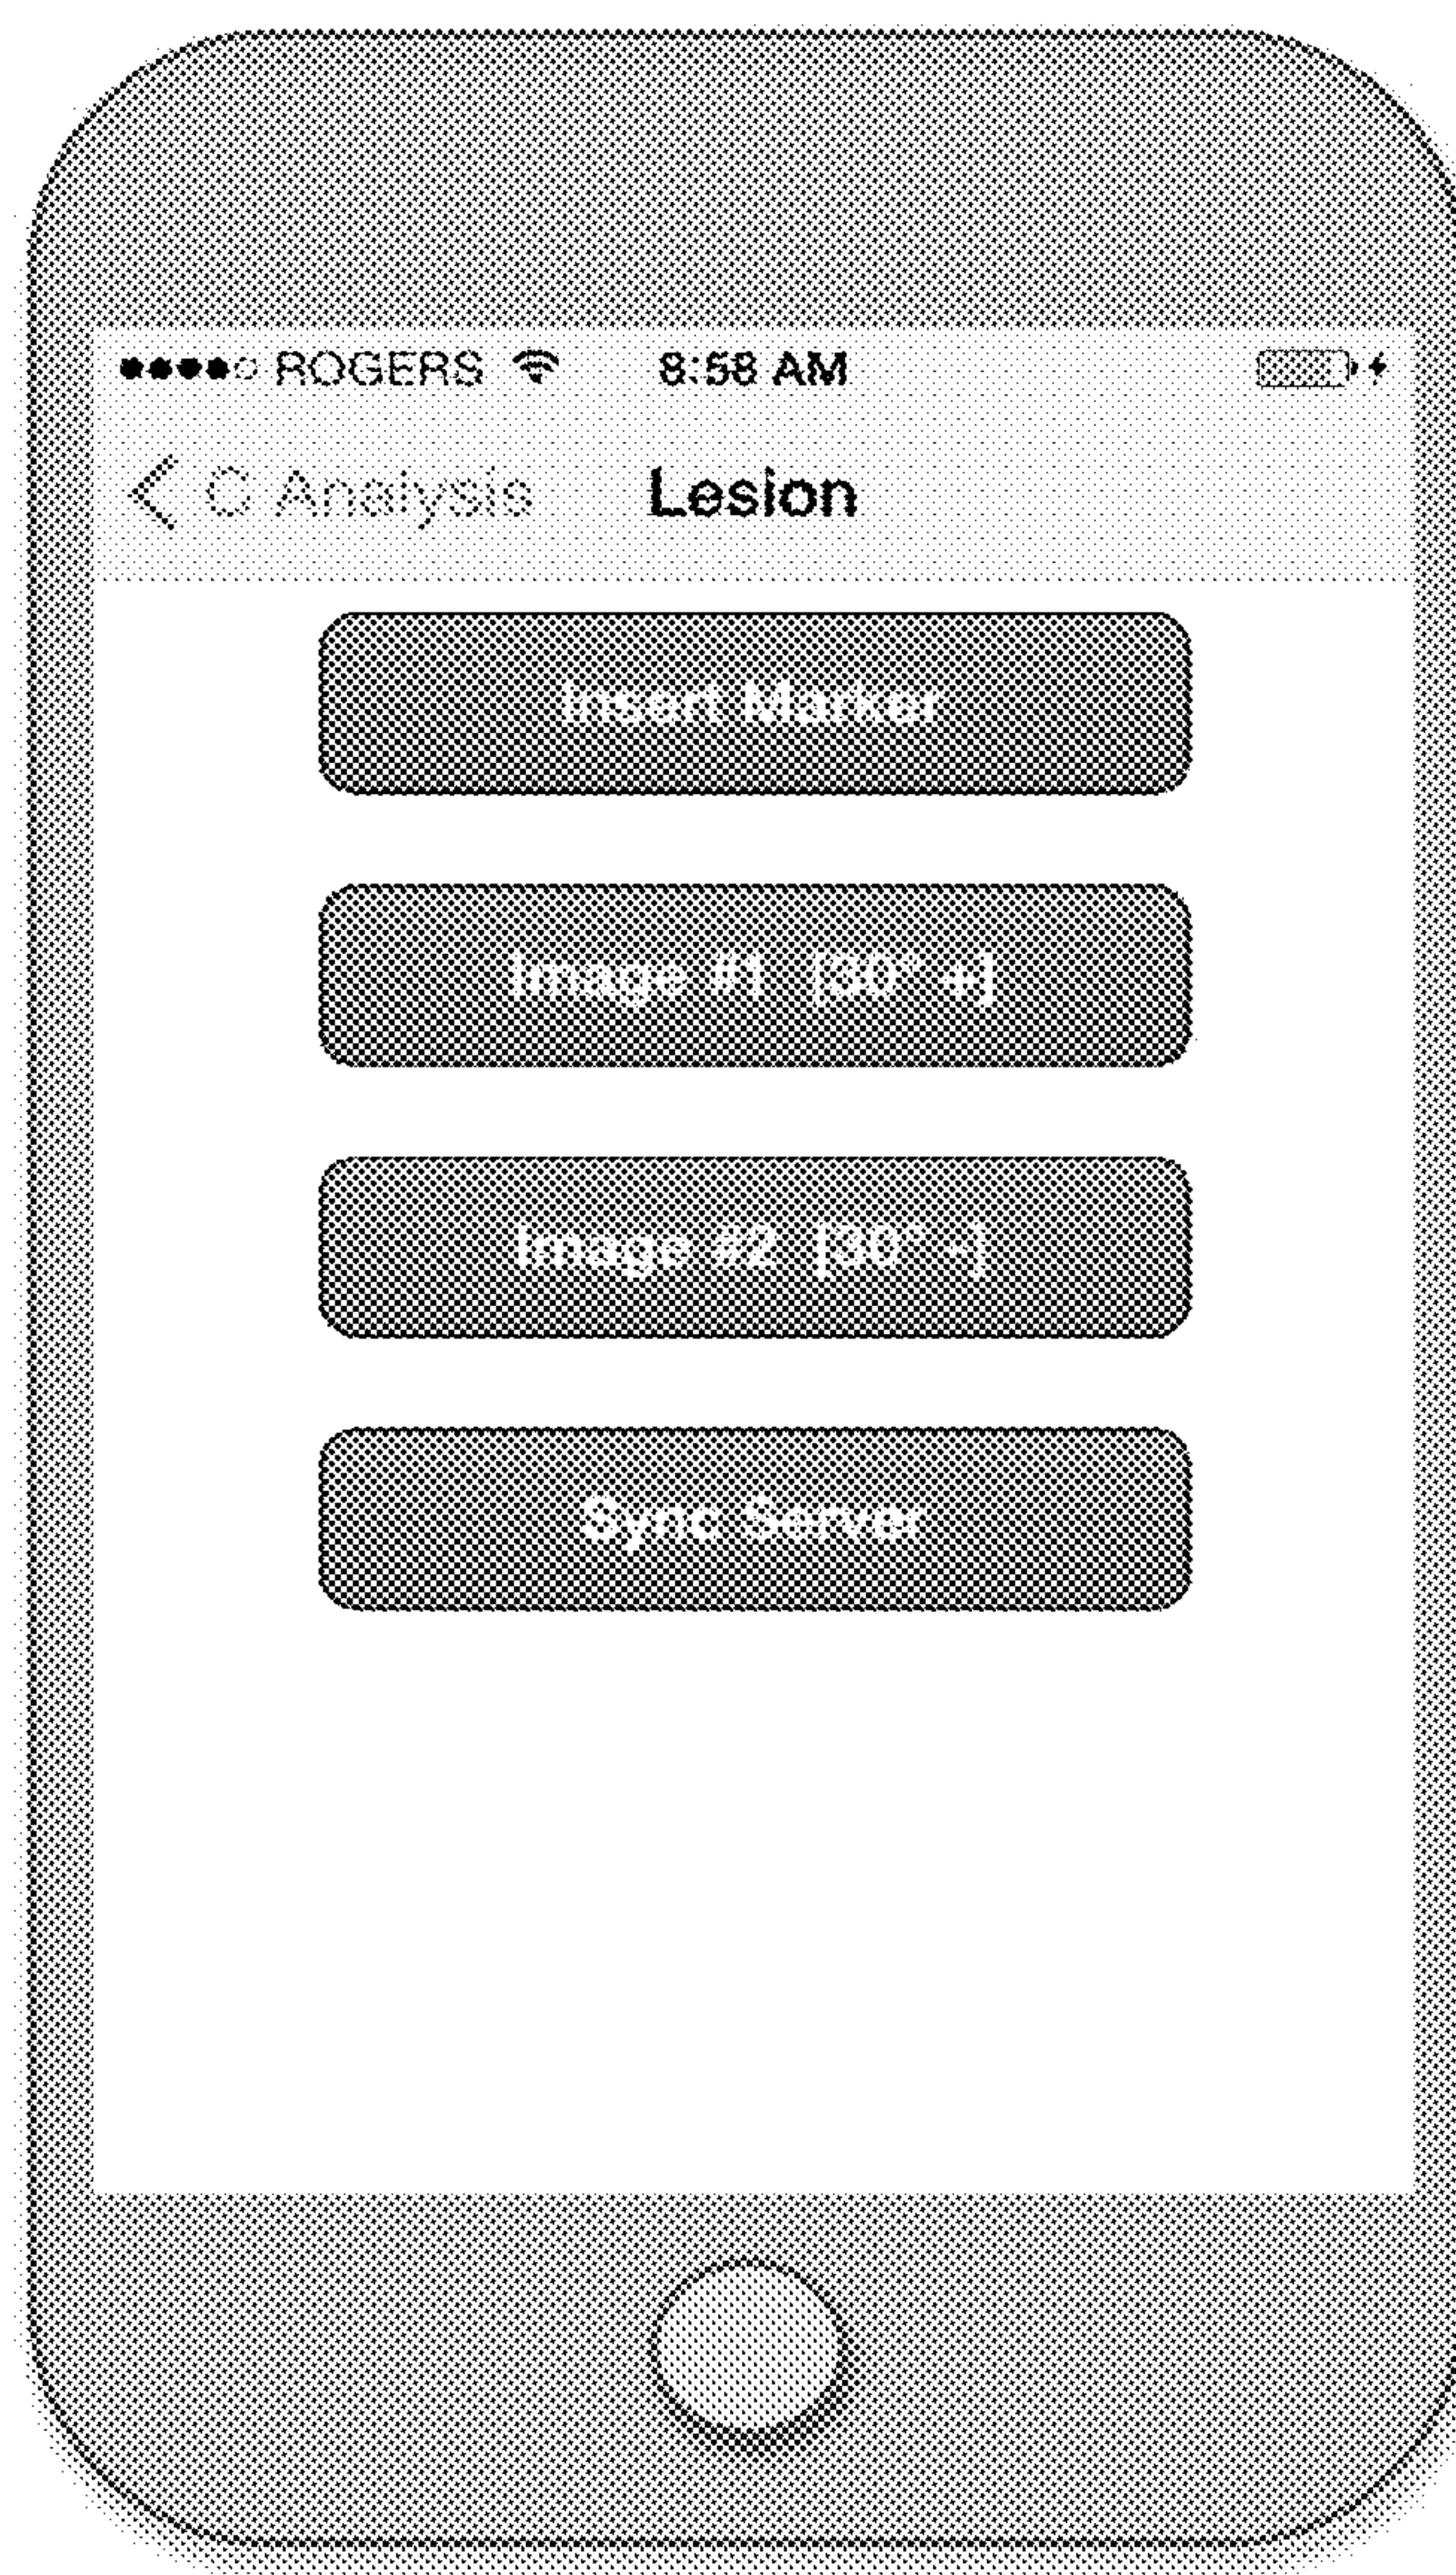 ROGERS 8:58 AM
C Analysis Lesion
Insert Marker
Image #1 [30° +]
Image #2 [30° -]
Sync Server